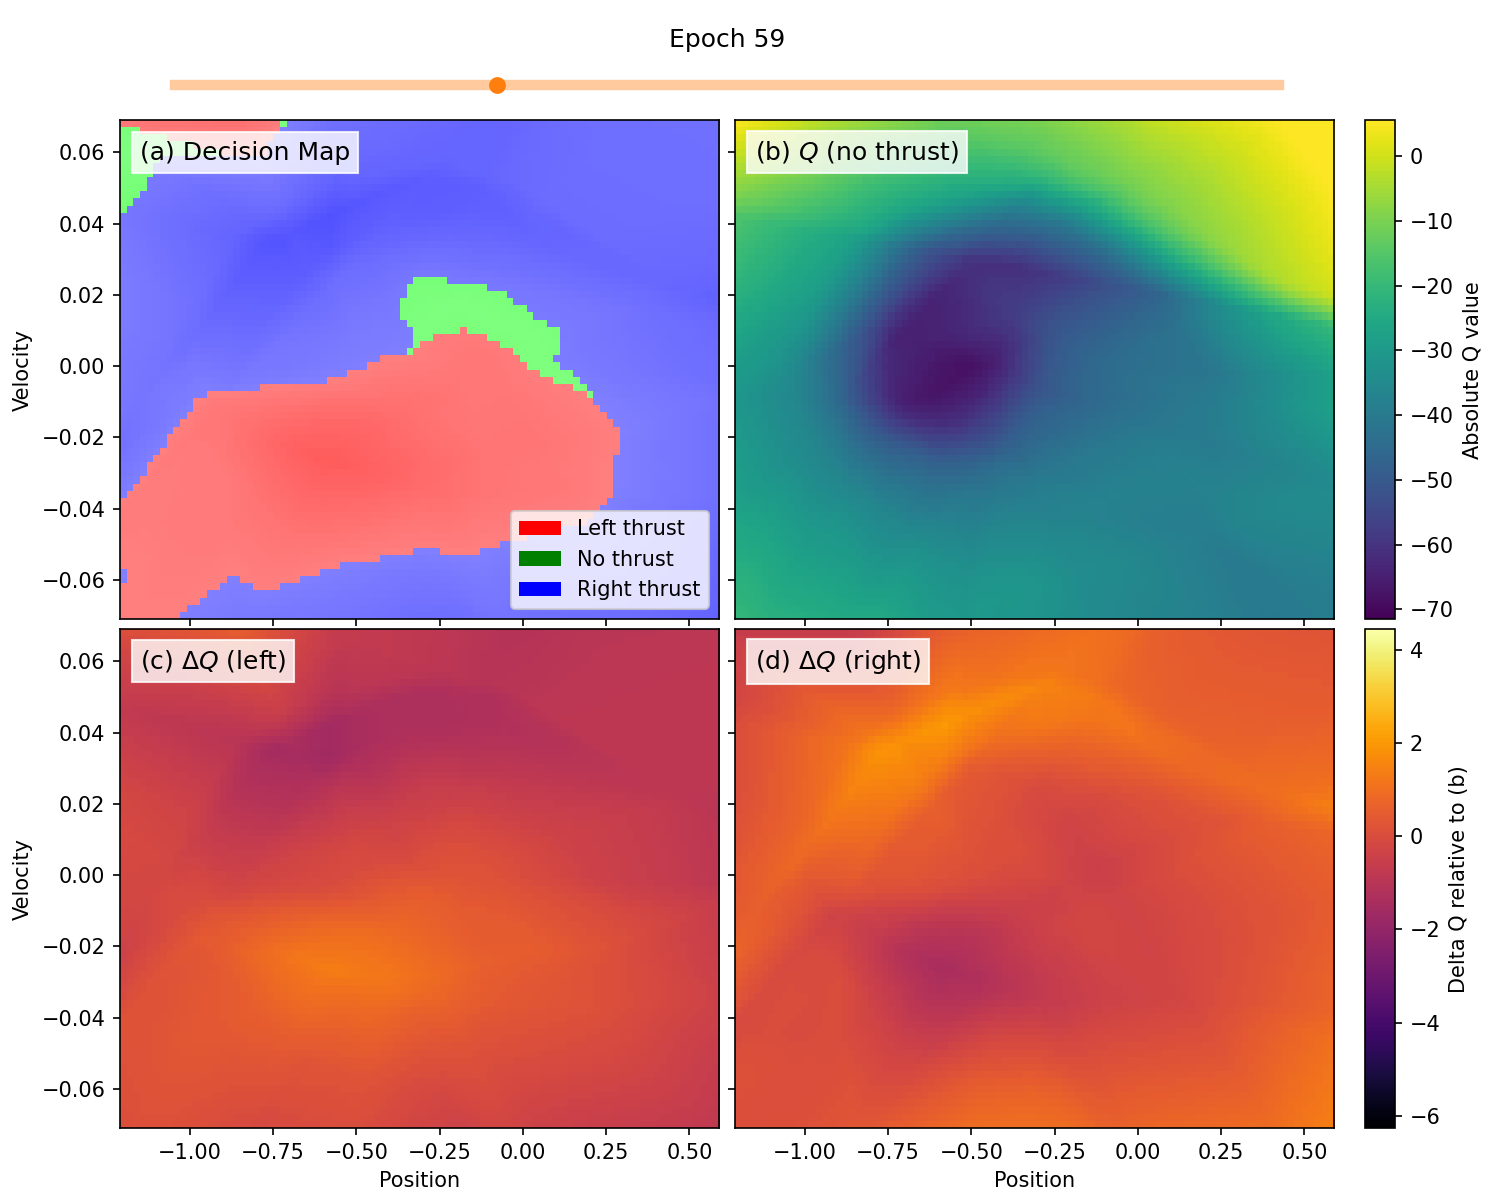 Epoch 59
(a) Decision Map
(b) Q (no thrust)
0.06
0.04
0.02
0.00
−0.02
−0.04
−0.06
Velocity
Left thrust
No thrust
Right thrust
0
−10
−20
−30
−40
−50
−60
−70
Absolute Q value
(c) ΔQ (left)
(d) ΔQ (right)
0.06
0.04
0.02
0.00
−0.02
−0.04
−0.06
Velocity
4
2
0
−2
−4
−6
Delta Q relative to (b)
−1.00 −0.75 −0.50 −0.25 0.00 0.25 0.50
Position
−1.00 −0.75 −0.50 −0.25 0.00 0.25 0.50
Position